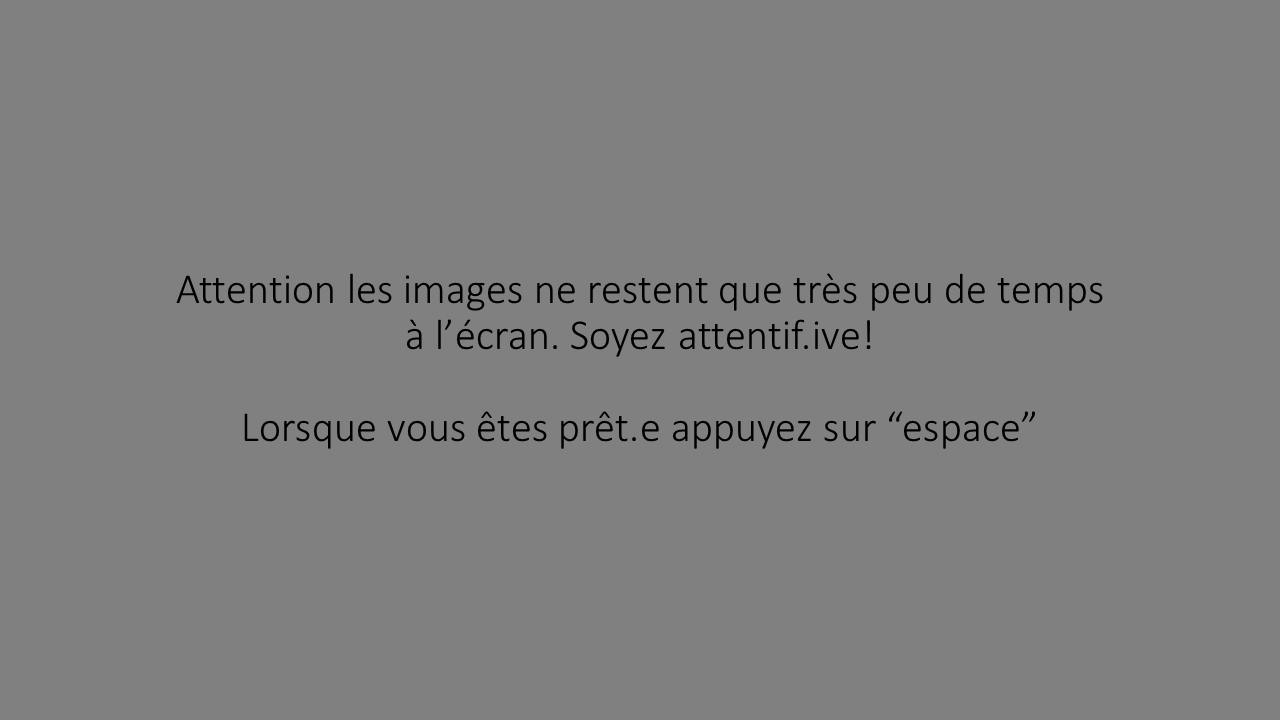 Attention les images ne restent que très peu de temps
à l’écran. Soyez attentif.ive!
Lorsque vous êtes prêt.e appuyez sur “espace”